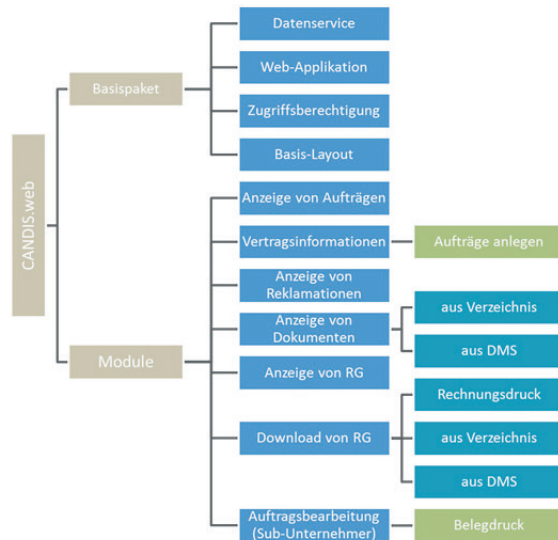 CANDIS.web
Basispaket
Datenservice
Web-Applikation
Zugriffsberechtigung
Basis-Layout
Module
Anzeige von Aufträgen
Vertragsinformationen
Aufträge anlegen
Anzeige von
Reklamationen
Anzeige von
Dokumenten
aus Verzeichnis
aus DMS
Anzeige von RG
Download von RG
Rechnungsdruck
aus Verzeichnis
aus DMS
Auftragsbearbeitung
(Sub-Unternehmer)
Belegdruck